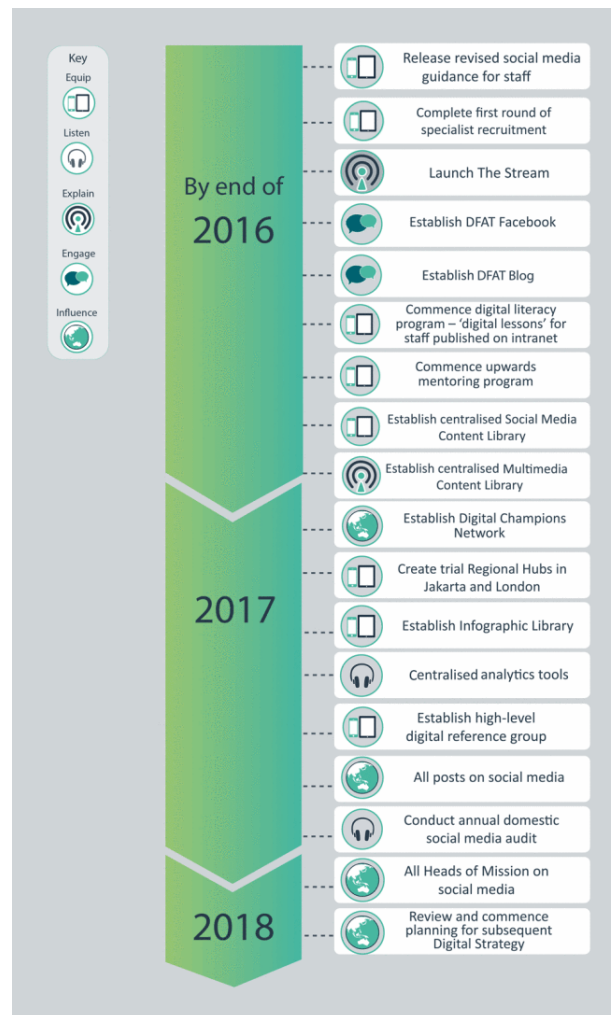 Key
Equip
Listen
Explain
Engage
Influence
By end of
2016
Release revised social media
guidance for staff
Complete first round of
specialist recruitment
Launch The Stream
Establish DFAT Facebook
Establish DFAT Blog
Commence digital literacy
program – ‘digital lessons’ for
staff published on intranet
Commence upwards
mentoring program
Establish centralised Social Media
Content Library
Establish centralised Multimedia
Content Library
2017
Establish Digital Champions
Network
Create trial Regional Hubs in
Jakarta and London
Establish Infographic Library
Centralised analytics tools
Establish high-level
digital reference group
All posts on social media
Conduct annual domestic
social media audit
2018
All Heads of Mission on
social media
Review and commence
planning for subsequent
Digital Strategy